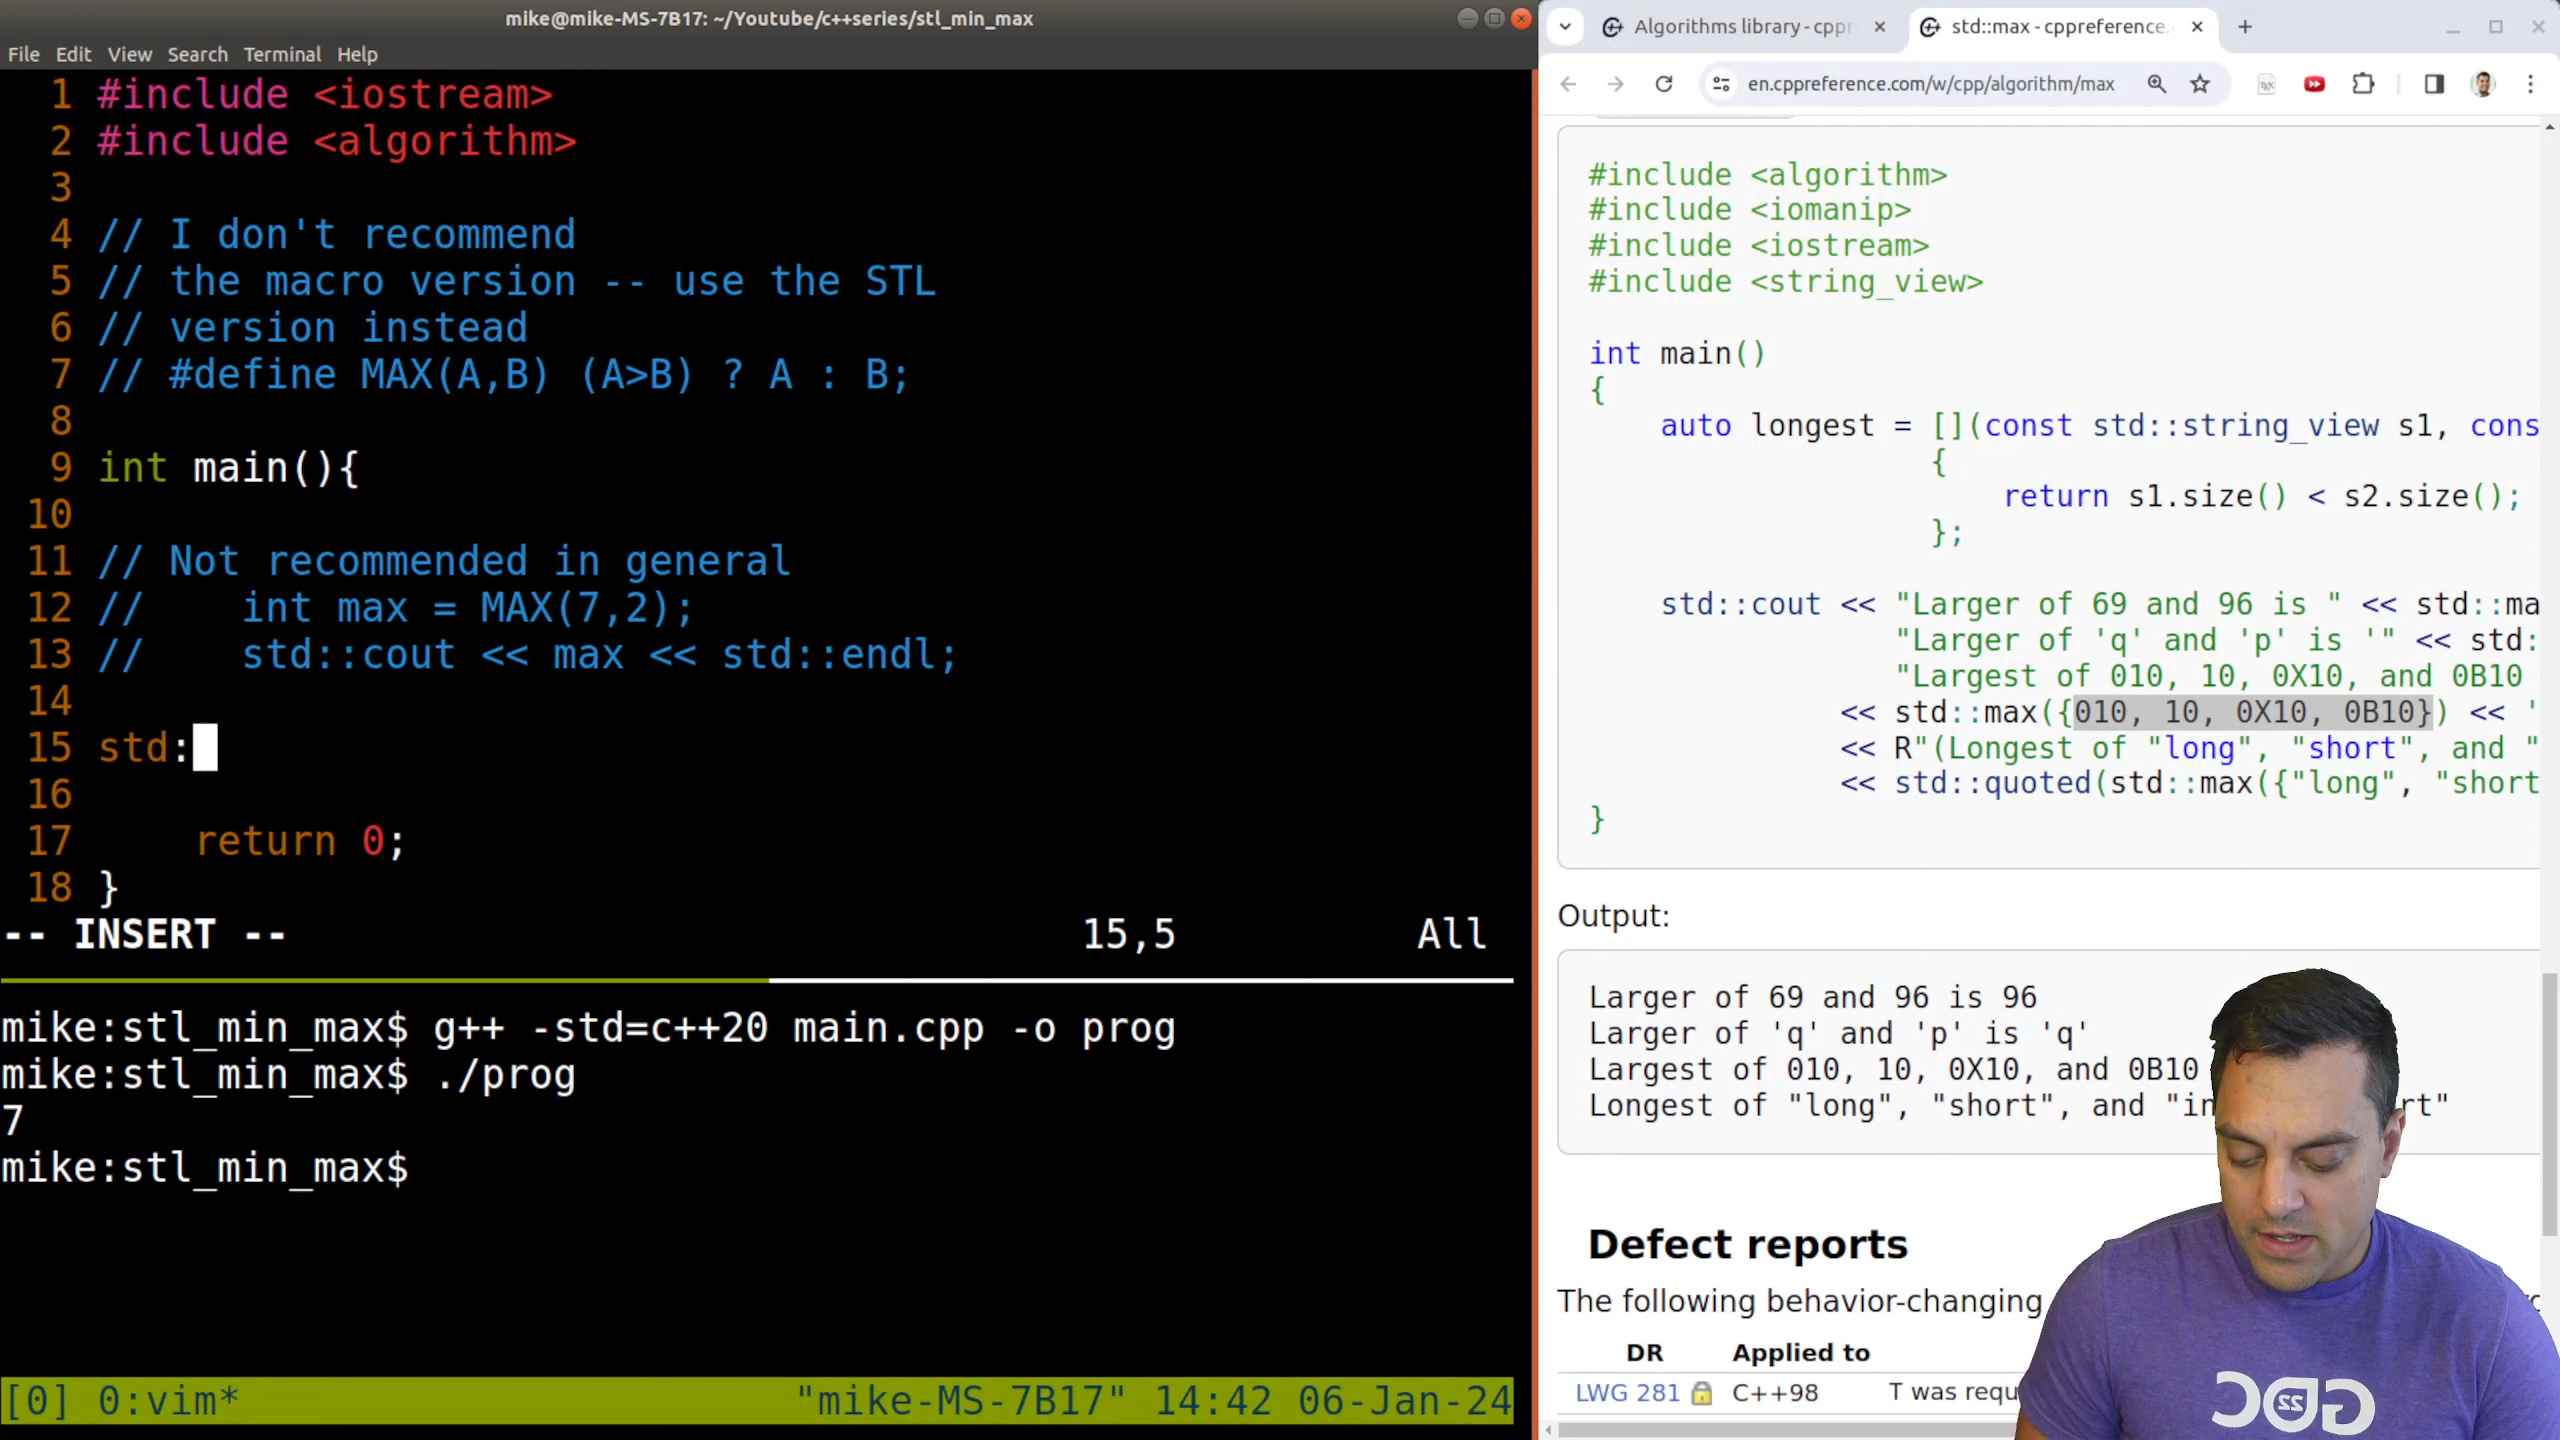 mike@mike-MS-7B17: ~/Youtube/c++series/stl_min_max
File Edit View Search Terminal Help
1 #include <iostream>
2 #include <algorithm>
3
4 // I don't recommend
5 // the macro version -- use the STL
6 // version instead
7 // #define MAX(A,B) (A>B) ? A : B;
8
9 int main(){
10
11 // Not recommended in general
12 //    int max = MAX(7,2);
13 //    std::cout << max << std::endl;
14
15 std:
16
17     return 0;
18 }
-- INSERT -- 15,5 All
mike:stl_min_max$ g++ -std=c++20 main.cpp -o prog
mike:stl_min_max$ ./prog
7
mike:stl_min_max$
[0] 0:vim* "mike-MS-7B17" 14:42 06-Jan-24
Algorithms library - cppr
std::max - cppreference.
en.cppreference.com/w/cpp/algorithm/max
#include <algorithm>
#include <iomanip>
#include <iostream>
#include <string_view>
int main()
{
auto longest = [](const std::string_view s1, cons
{
return s1.size() < s2.size();
};
std::cout << "Larger of 69 and 96 is " << std::ma
"Larger of 'q' and 'p' is '" << std:
"Largest of 010, 10, 0X10, and 0B10
<< std::max({010, 10, 0X10, 0B10}) << '
<< R"(Longest of "long", "short", and "
<< std::quoted(std::max({"long", "short
}
Output:
Larger of 69 and 96 is 96
Larger of 'q' and 'p' is 'q'
Largest of 010, 10, 0X10, and 0B10
Longest of "long", "short", and "in rt"
Defect reports
The following behavior-changing
DR Applied to
LWG 281 C++98 T was requ